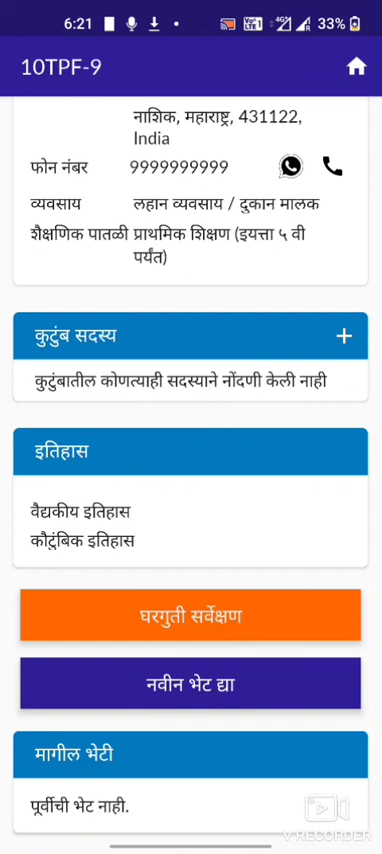 6:21
4G
R
33%
10TPF-9
नाशिक, महाराष्ट्र, 431122,
India
फोन नंबर 9999999999
व्यवसाय लहान व्यवसाय / दुकान मालक
शैक्षणिक पातळी प्राथमिक शिक्षण (इयत्ता ५ वी
पर्यंत)
कुटुंब सदस्य +
कुटुंबातील कोणत्याही सदस्याने नोंदणी केली नाही
इतिहास
वैद्यकीय इतिहास
कौटुंबिक इतिहास
घरगुती सर्वेक्षण
नवीन भेट द्या
मागील भेटी
पूर्वीची भेट नाही.
V RECORDER